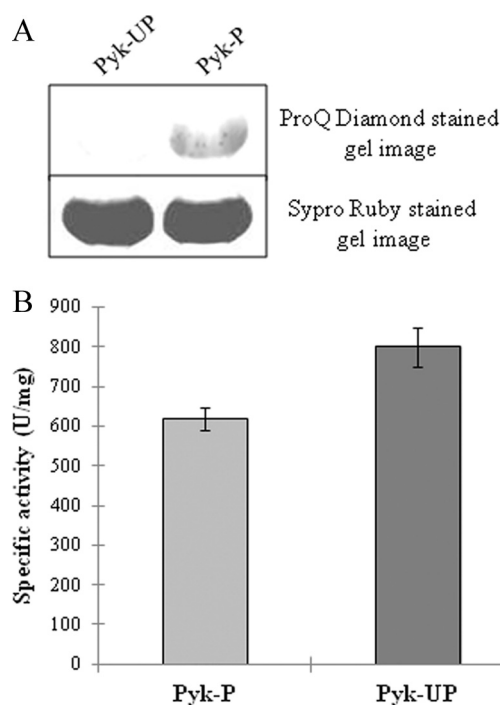 A
Pyk-UP
Pyk-P
ProQ Diamond stained
gel image
Sypro Ruby stained
gel image
B
Specific activity (U/mg)
900
800
700
600
500
400
300
200
100
0
Pyk-P
Pyk-UP